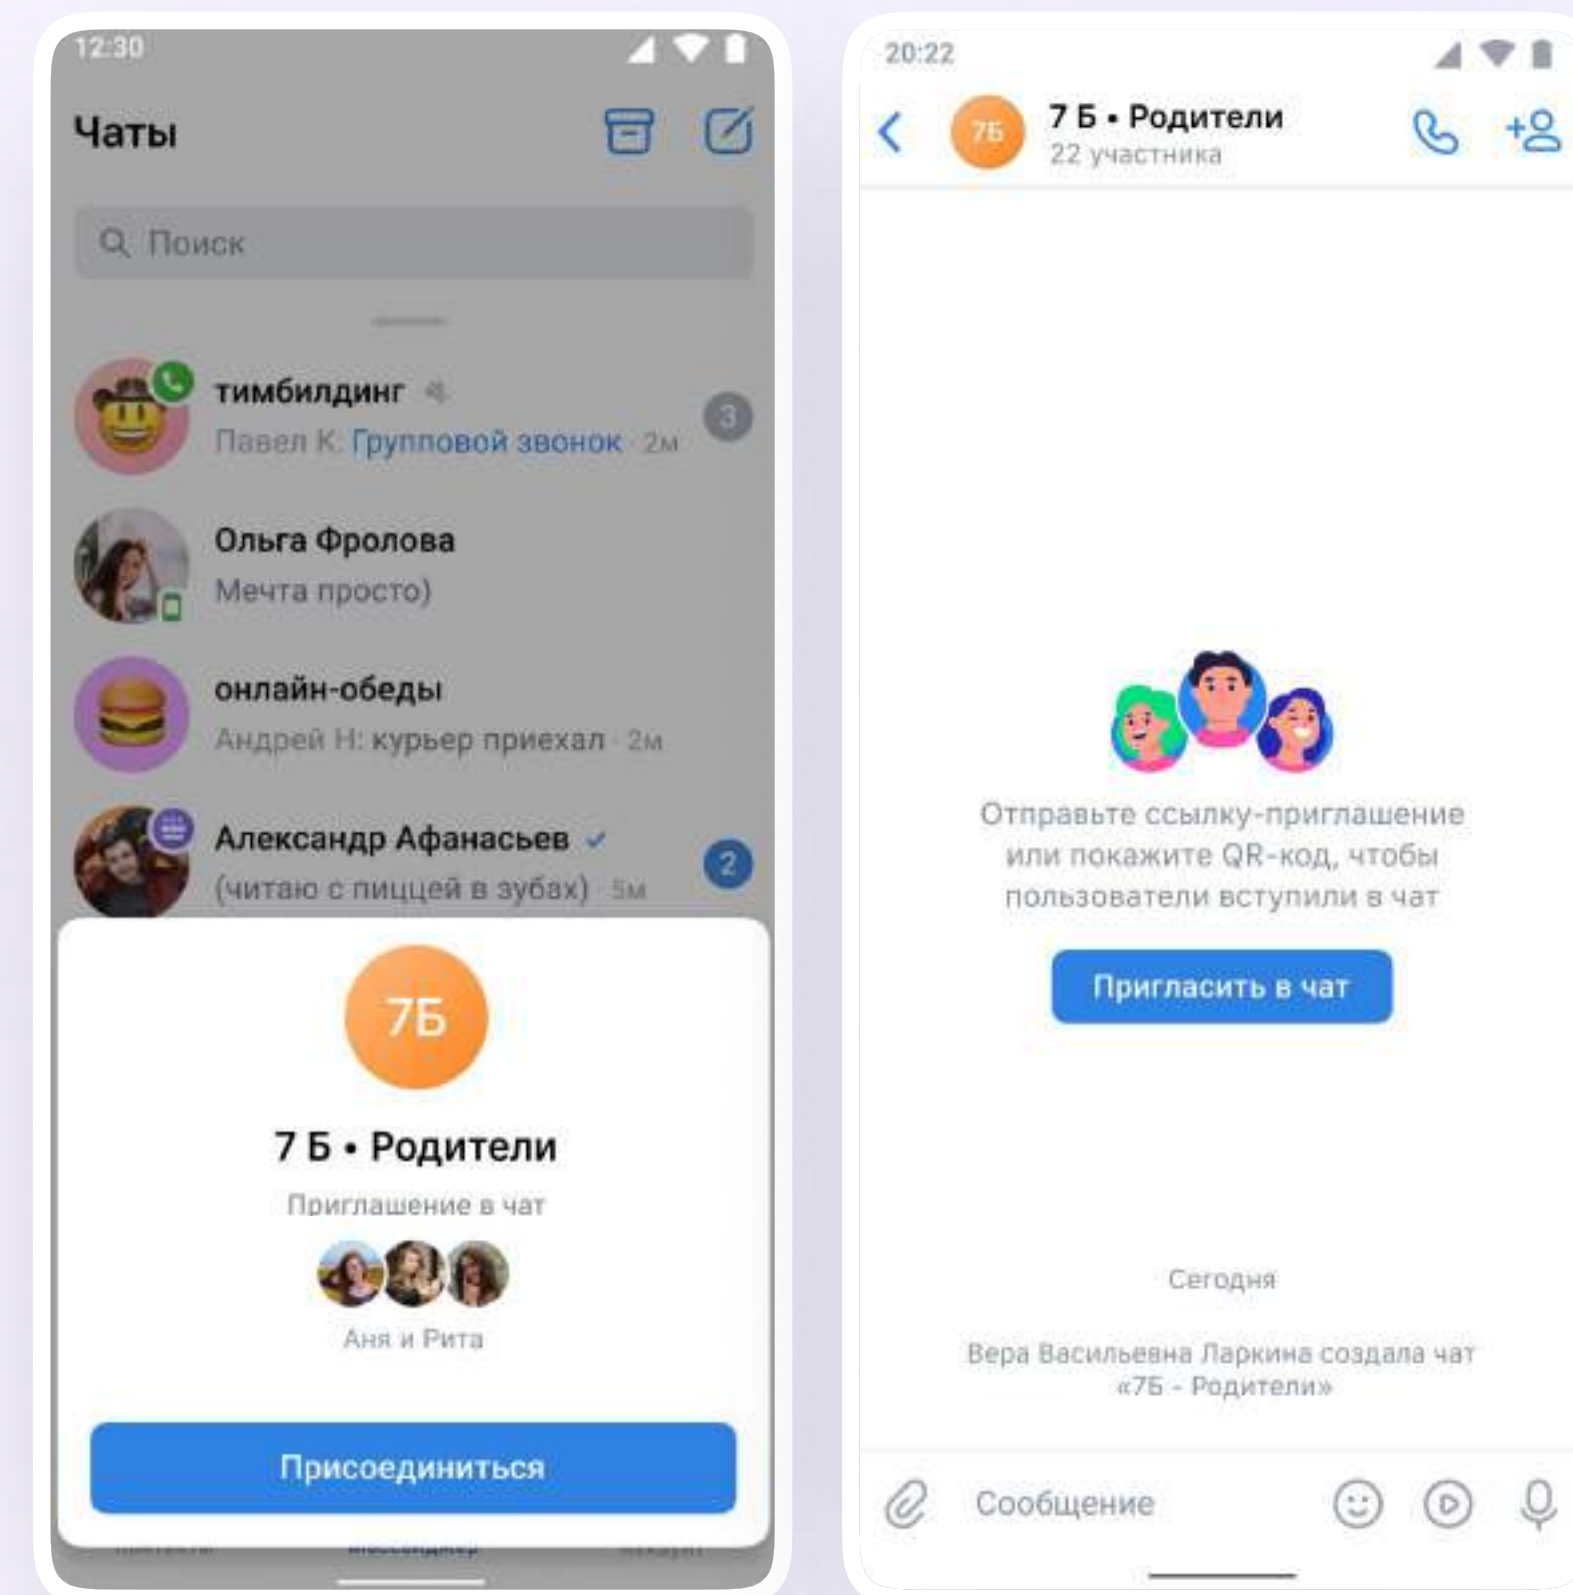 12:30
Чаты
Поиск
тимбилдинг
3
Павел К: Групповой звонок · 2м
Ольга Фролова
Мечта просто)
онлайн-обеды
Андрей Н: курьер приехал · 2м
Александр Афанасьев
2
(читаю с пиццей в зубах) · 5м
7Б
7 Б • Родители
Приглашение в чат
Аня и Рита
Присоединиться
20:22
7Б
7 Б • Родители
22 участника
Отправьте ссылку-приглашение
или покажите QR-код, чтобы
пользователи вступили в чат
Пригласить в чат
Сегодня
Вера Васильевна Ларкина создала чат
«7Б - Родители»
Сообщение